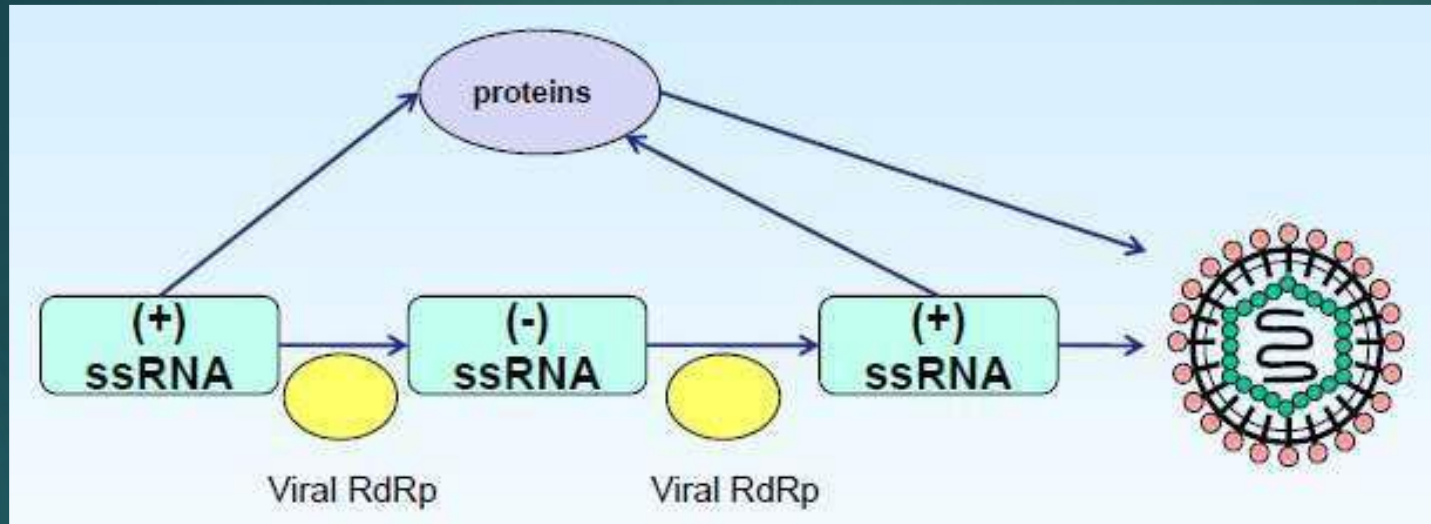 proteins
(+)
ssRNA
(-)
ssRNA
(+)
ssRNA
Viral RdRp
Viral RdRp